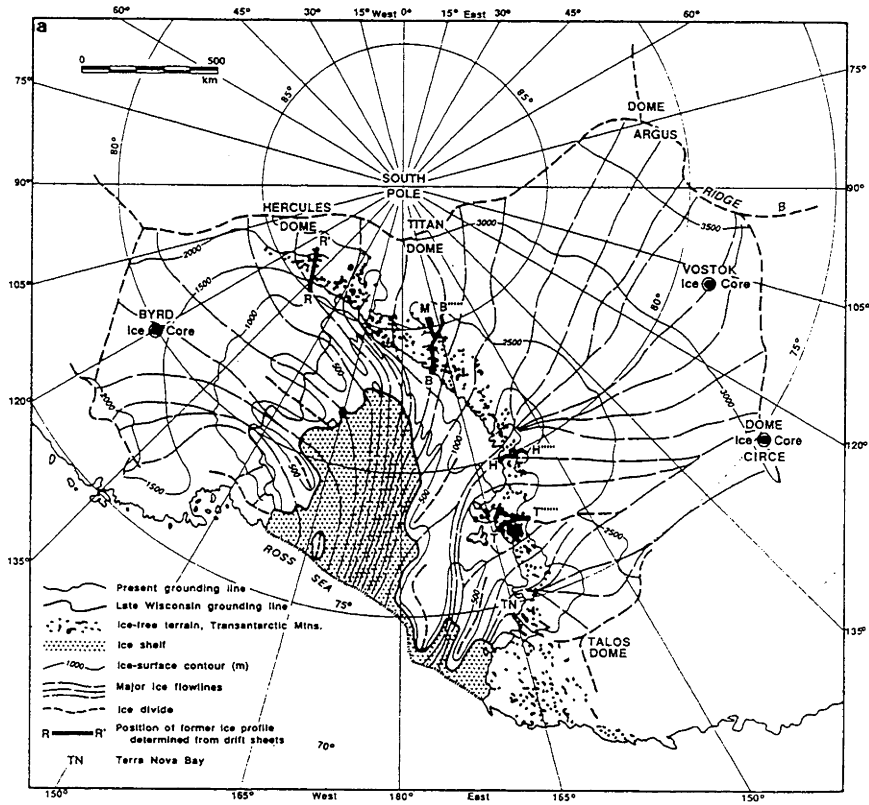 a
60° 45° 30° 15° West 0° 15° East 30° 45° 60°
0 500
km
75°
75°
85°
85°
80°
DOME
ARGUS
90°
90°
SOUTH
POLE
RIDGE
B
HERCULES
DOME
TITAN
DOME
3000
3500
R'
R
2000
1500
1000
105°
105°
VOSTOK
Ice Core
80°
BYRD
Ice Core
M
B'''''
B
2500
500
75°
2000
1000
3000
120°
120°
DOME
Ice Core
CIRCE
H
H'''''
500
500
1500
T
T'''''
2500
135°
135°
ROSS
SEA
75°
500
TN
TALOS
DOME
Present grounding line
Late Wisconsin grounding line
Ice-free terrain, Transantarctic Mtns.
Ice shelf
1000 Ice-surface contour (m)
Major ice flowlines
Ice divide
R R' Position of former ice profile
determined from drift sheets
TN Terra Nova Bay
70°
150° 165° West 180° East 165° 150°